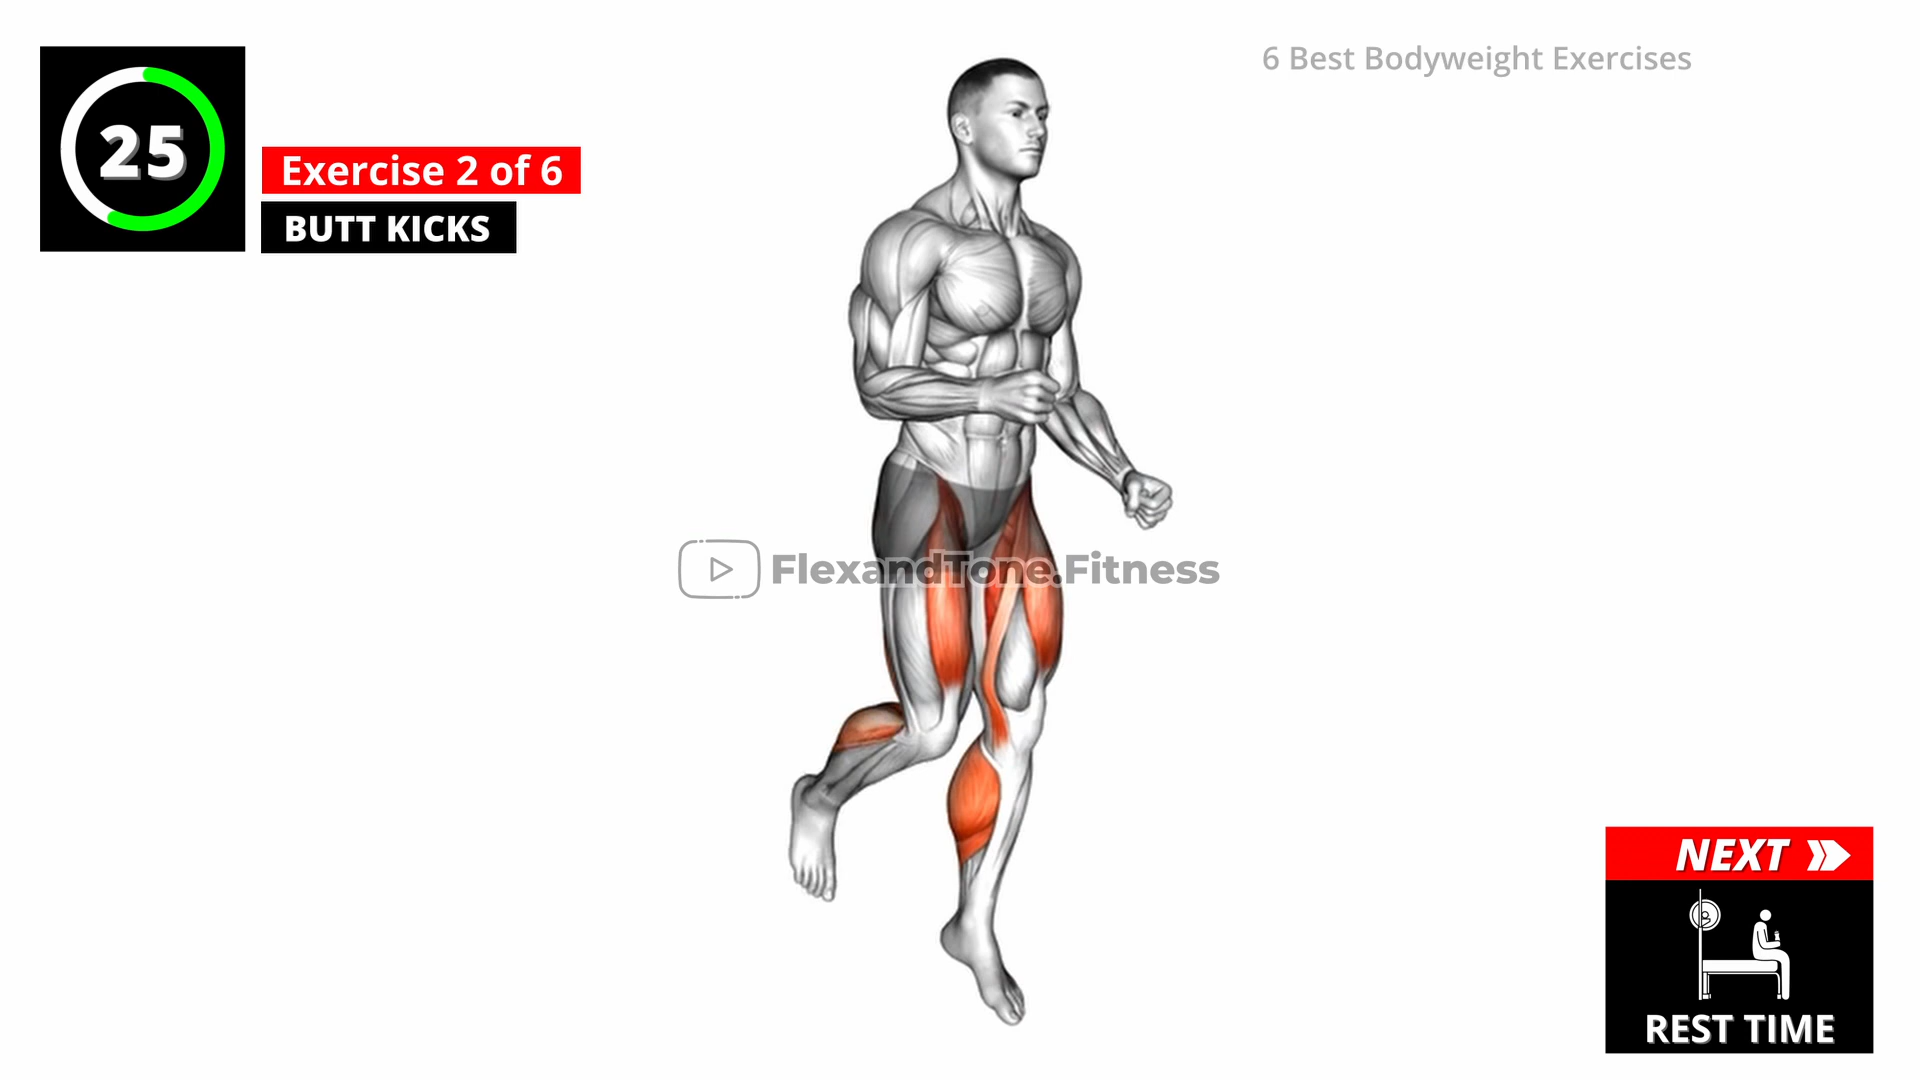 6 Best Bodyweight Exercises
25
Exercise 2 of 6
BUTT KICKS
FlexandTone.Fitness
NEXT
REST TIME